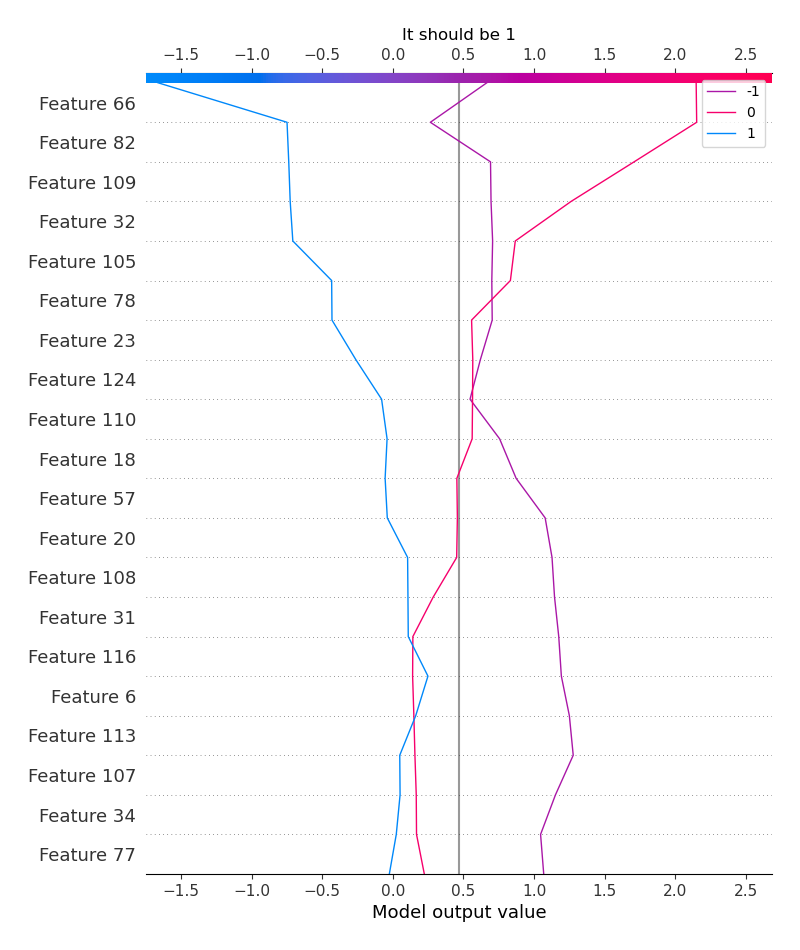 It should be 1
−1.5 −1.0 −0.5 0.0 0.5 1.0 1.5 2.0 2.5
-1
0
1
Feature 66
Feature 82
Feature 109
Feature 32
Feature 105
Feature 78
Feature 23
Feature 124
Feature 110
Feature 18
Feature 57
Feature 20
Feature 108
Feature 31
Feature 116
Feature 6
Feature 113
Feature 107
Feature 34
Feature 77
−1.5 −1.0 −0.5 0.0 0.5 1.0 1.5 2.0 2.5
Model output value